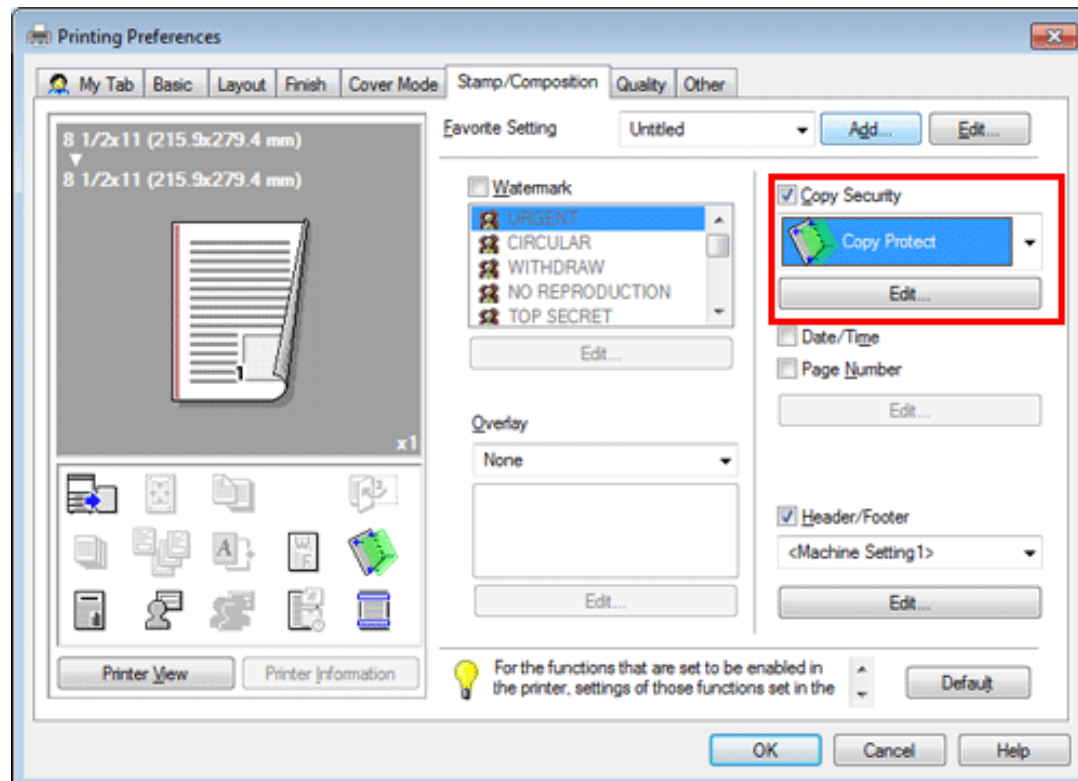 Printing Preferences
My Tab Basic Layout Finish Cover Mode Stamp/Composition Quality Other
8 1/2x11 (215.9x279.4 mm)
8 1/2x11 (215.9x279.4 mm)
1
x1
Favorite Setting Untitled Add... Edit...
Watermark
URGENT
CIRCULAR
WITHDRAW
NO REPRODUCTION
TOP SECRET
Edit...
Overlay
None
Edit...
Copy Security
Copy Protect
Edit...
Date/Time
Page Number
Edit...
Header/Footer
<Machine Setting1>
Edit...
Printer View Printer Information
For the functions that are set to be enabled in
the printer, settings of those functions set in the
Default
OK Cancel Help